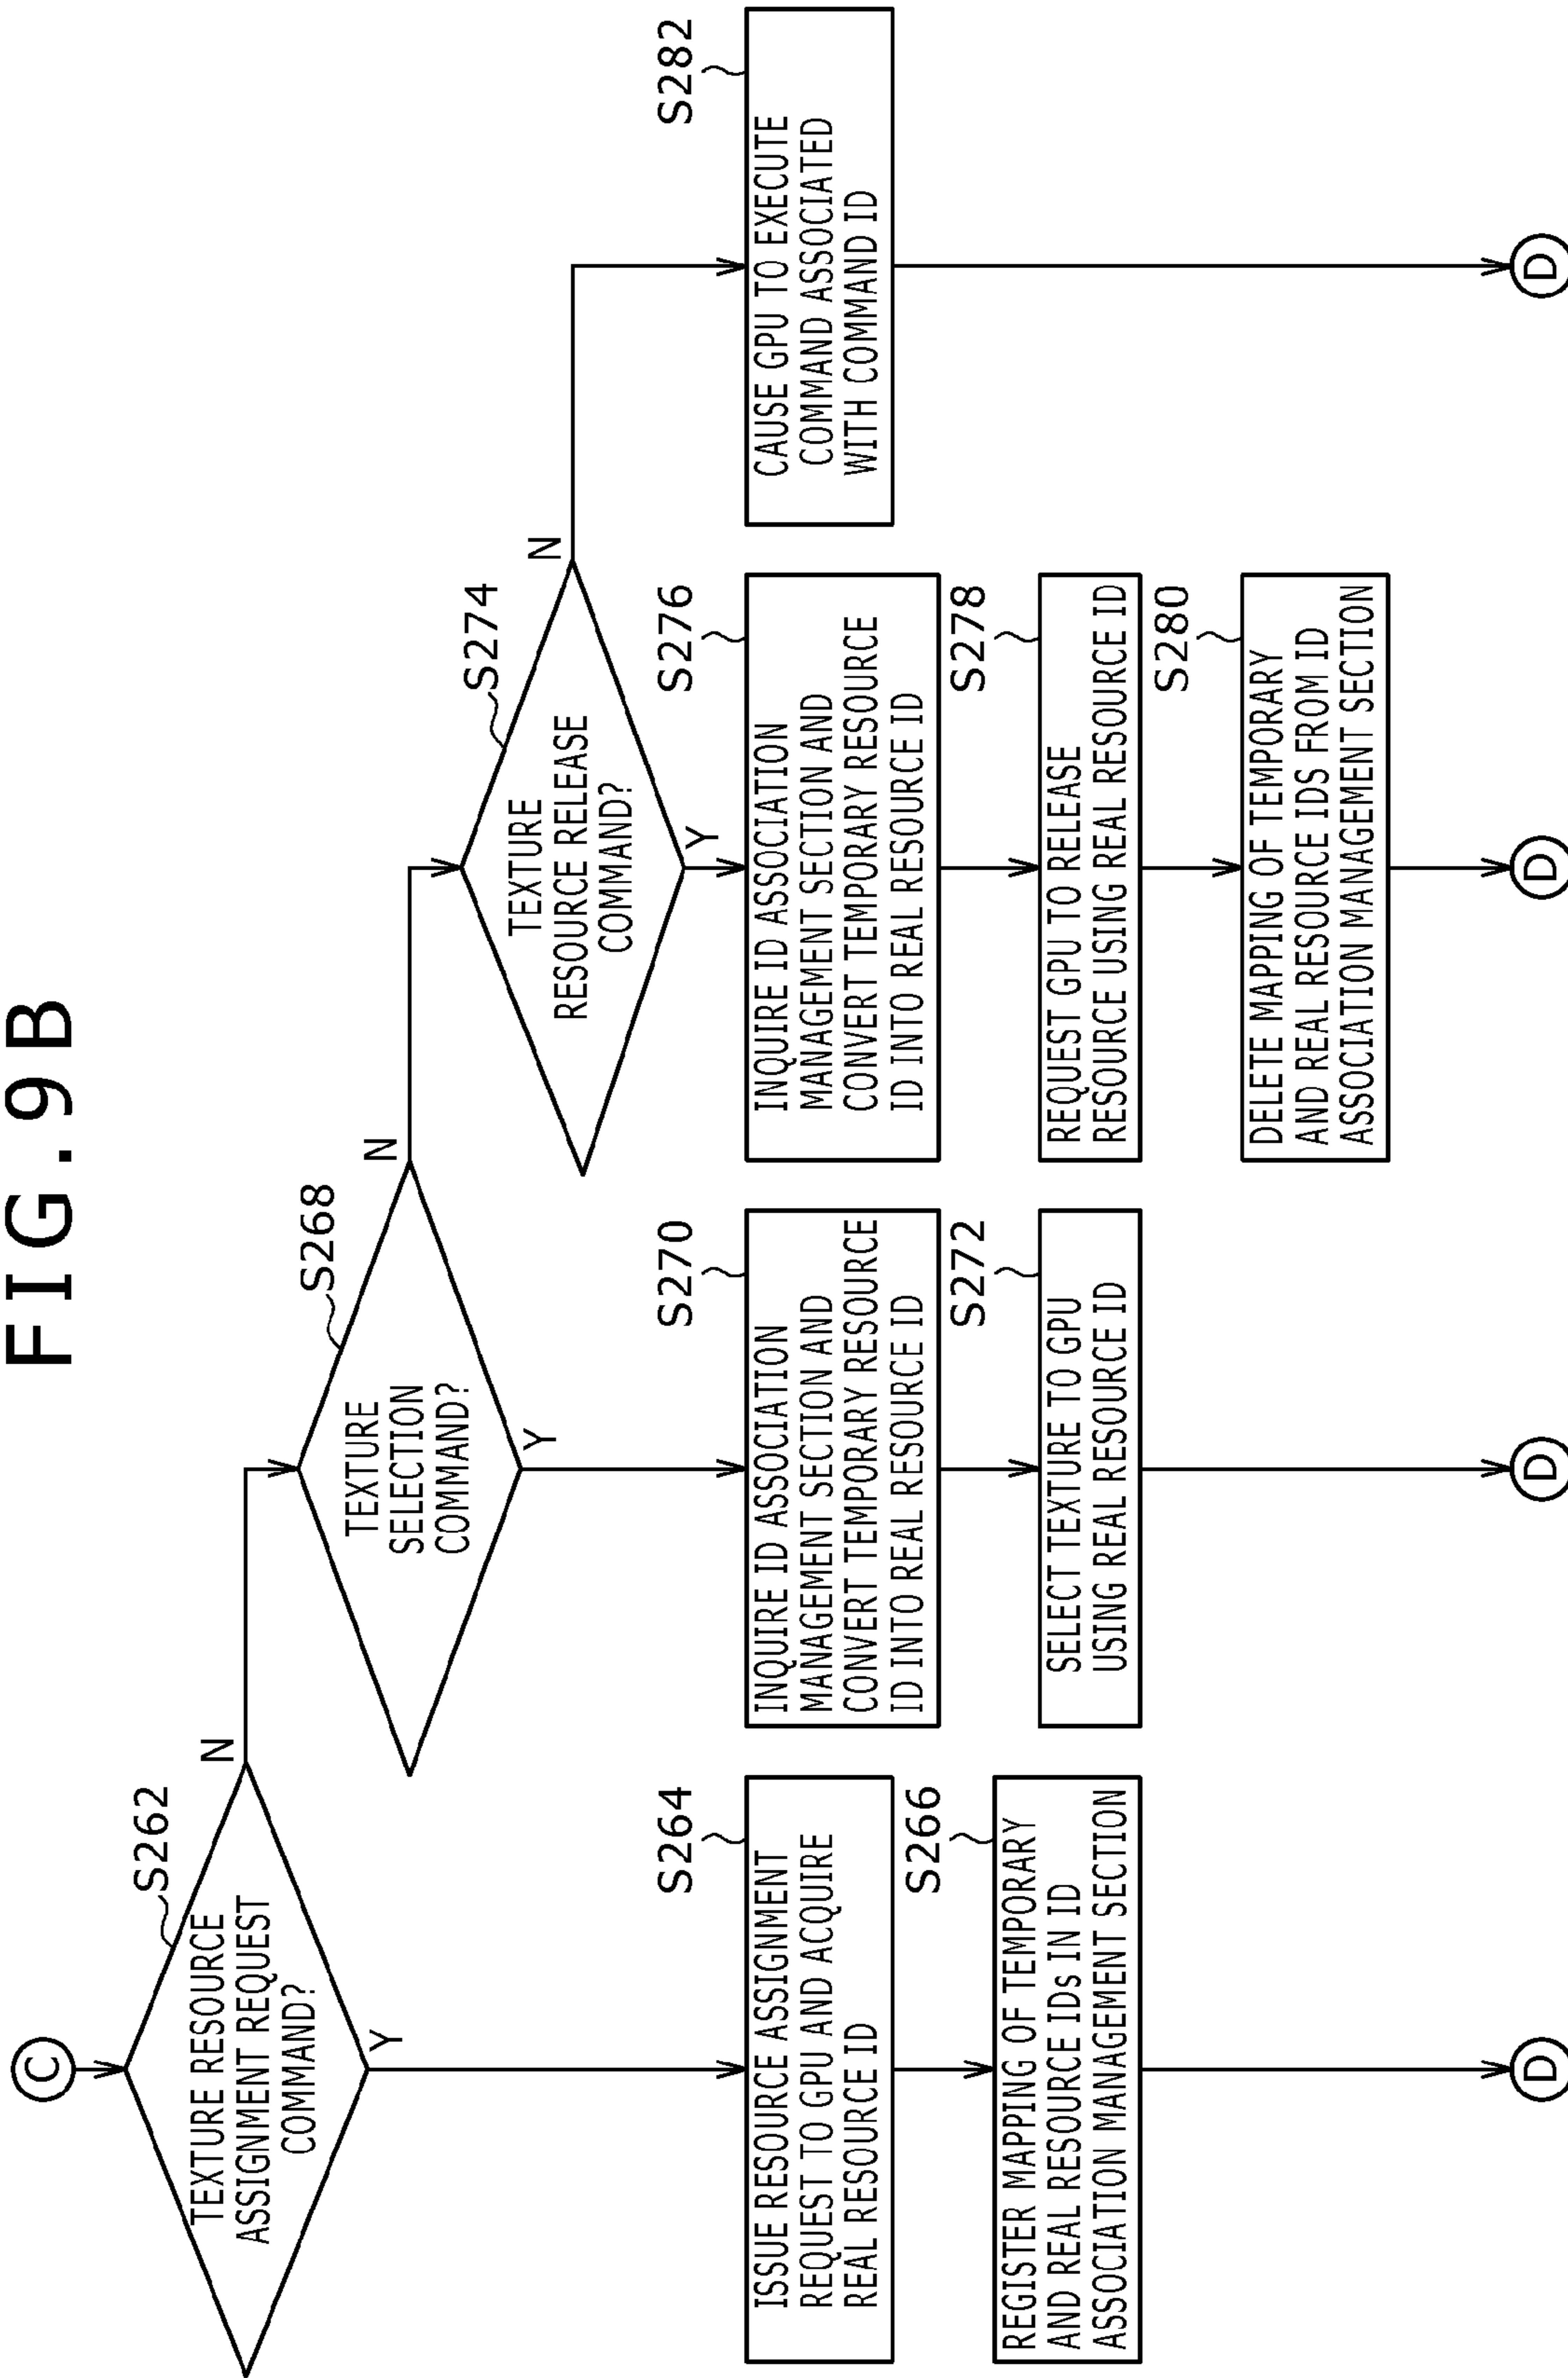 FIG.9B
C
S262
TEXTURE RESOURCE
ASSIGNMENT REQUEST
COMMAND?
N
Y
S264
ISSUE RESOURCE ASSIGNMENT
REQUEST TO GPU AND ACQUIRE
REAL RESOURCE ID
S266
REGISTER MAPPING OF TEMPORARY
AND REAL RESOURCE IDs IN ID
ASSOCIATION MANAGEMENT SECTION
D
S268
TEXTURE
SELECTION
COMMAND?
N
Y
S270
INQUIRE ID ASSOCIATION
MANAGEMENT SECTION AND
CONVERT TEMPORARY RESOURCE
ID INTO REAL RESOURCE ID
S272
SELECT TEXTURE TO GPU
USING REAL RESOURCE ID
D
S274
TEXTURE
RESOURCE RELEASE
COMMAND?
N
Y
S276
INQUIRE ID ASSOCIATION
MANAGEMENT SECTION AND
CONVERT TEMPORARY RESOURCE
ID INTO REAL RESOURCE ID
S278
REQUEST GPU TO RELEASE
RESOURCE USING REAL RESOURCE ID
S280
DELETE MAPPING OF TEMPORARY
AND REAL RESOURCE IDS FROM ID
ASSOCIATION MANAGEMENT SECTION
D
S282
CAUSE GPU TO EXECUTE
COMMAND ASSOCIATED
WITH COMMAND ID
D